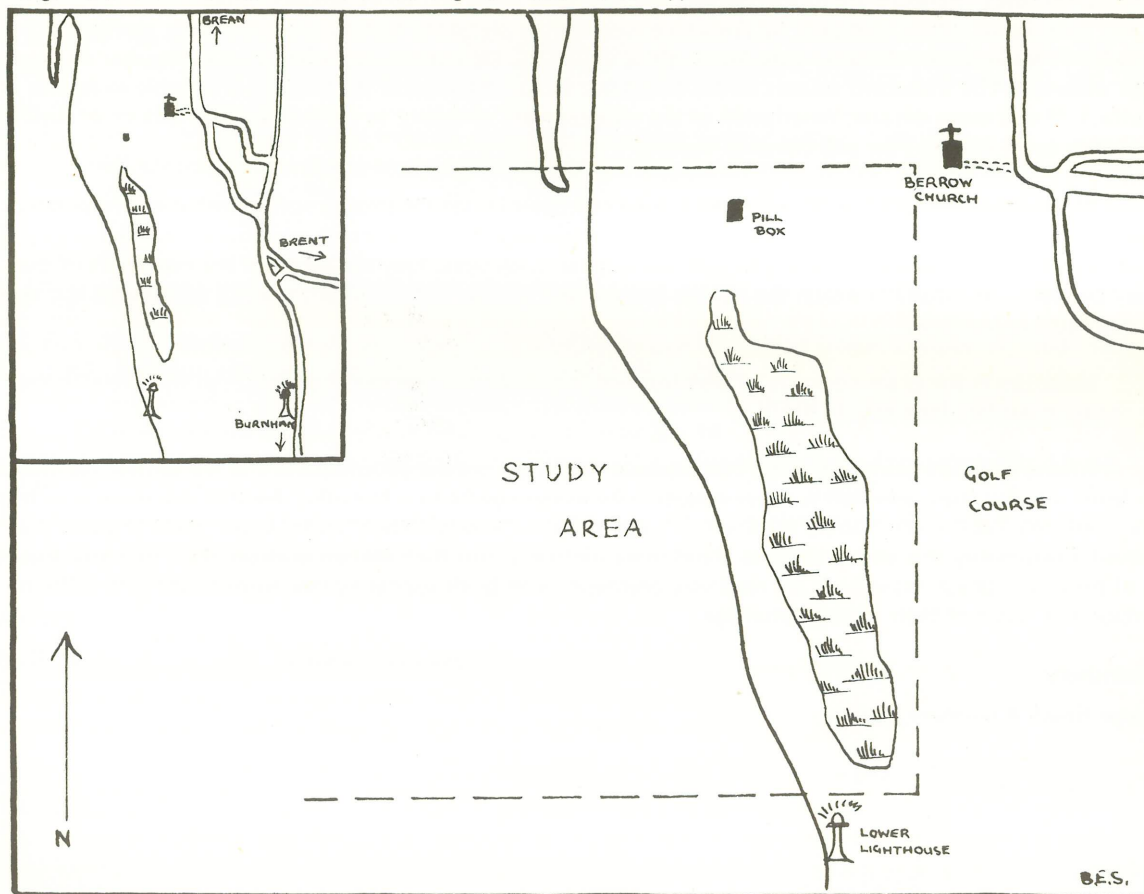 BREAN
BRENT
BURNHAM
BERROW
CHURCH
PILL
BOX
STUDY
AREA
GOLF
COURSE
N
LOWER
LIGHTHOUSE
B.E.S.